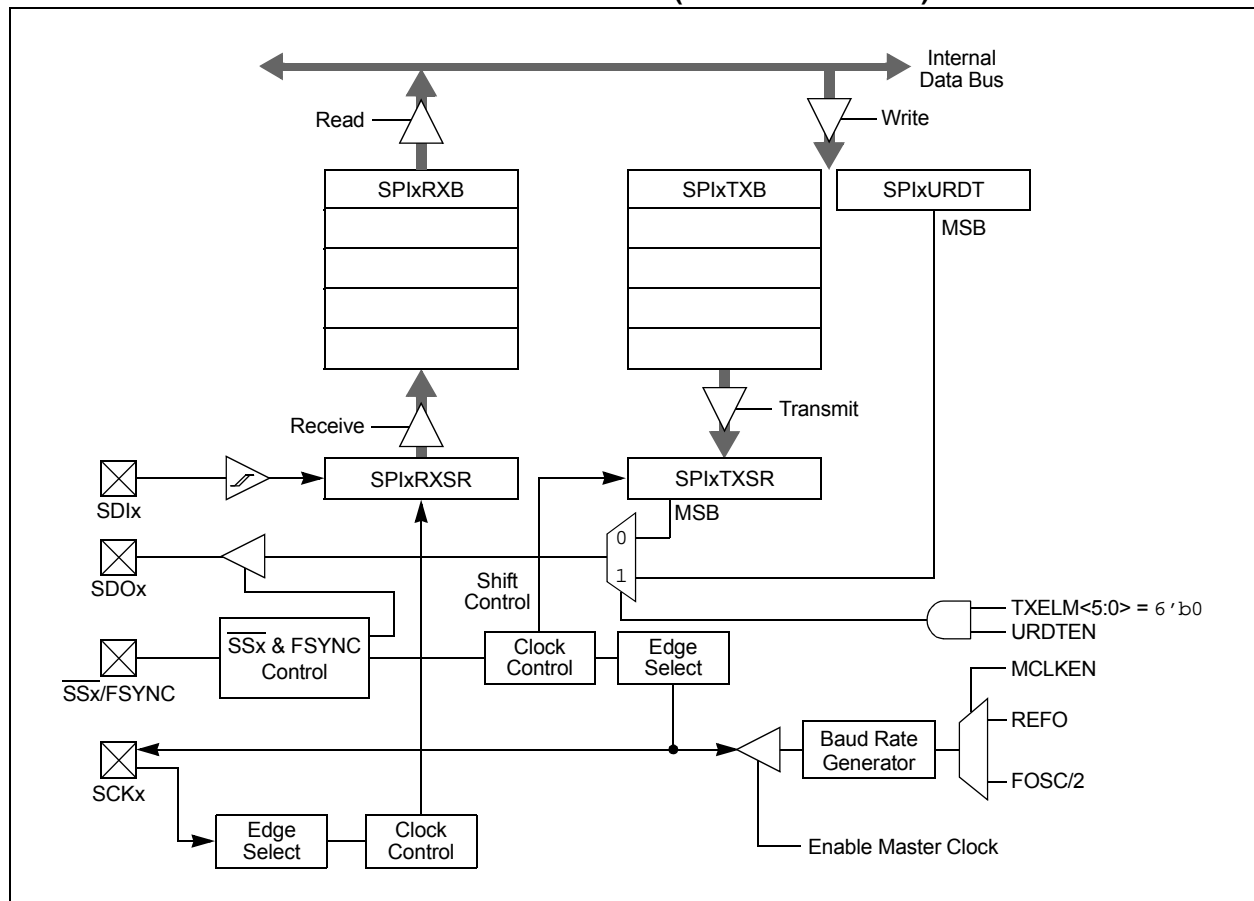 Internal
Data Bus
Read
Write
SPIxRXB
SPIxTXB
SPIxURDT
MSB
Receive
Transmit
SPIxRXSR
SPIxTXSR
SDIx
MSB
0
1
SDOx
Shift
Control
TXELM<5:0> = 6'b0
URDTEN
SSx & FSYNC
Control
Clock
Control
Edge
Select
SSx/FSYNC
MCLKEN
REFO
Baud Rate
Generator
FOSC/2
SCKx
Edge
Select
Clock
Control
Enable Master Clock